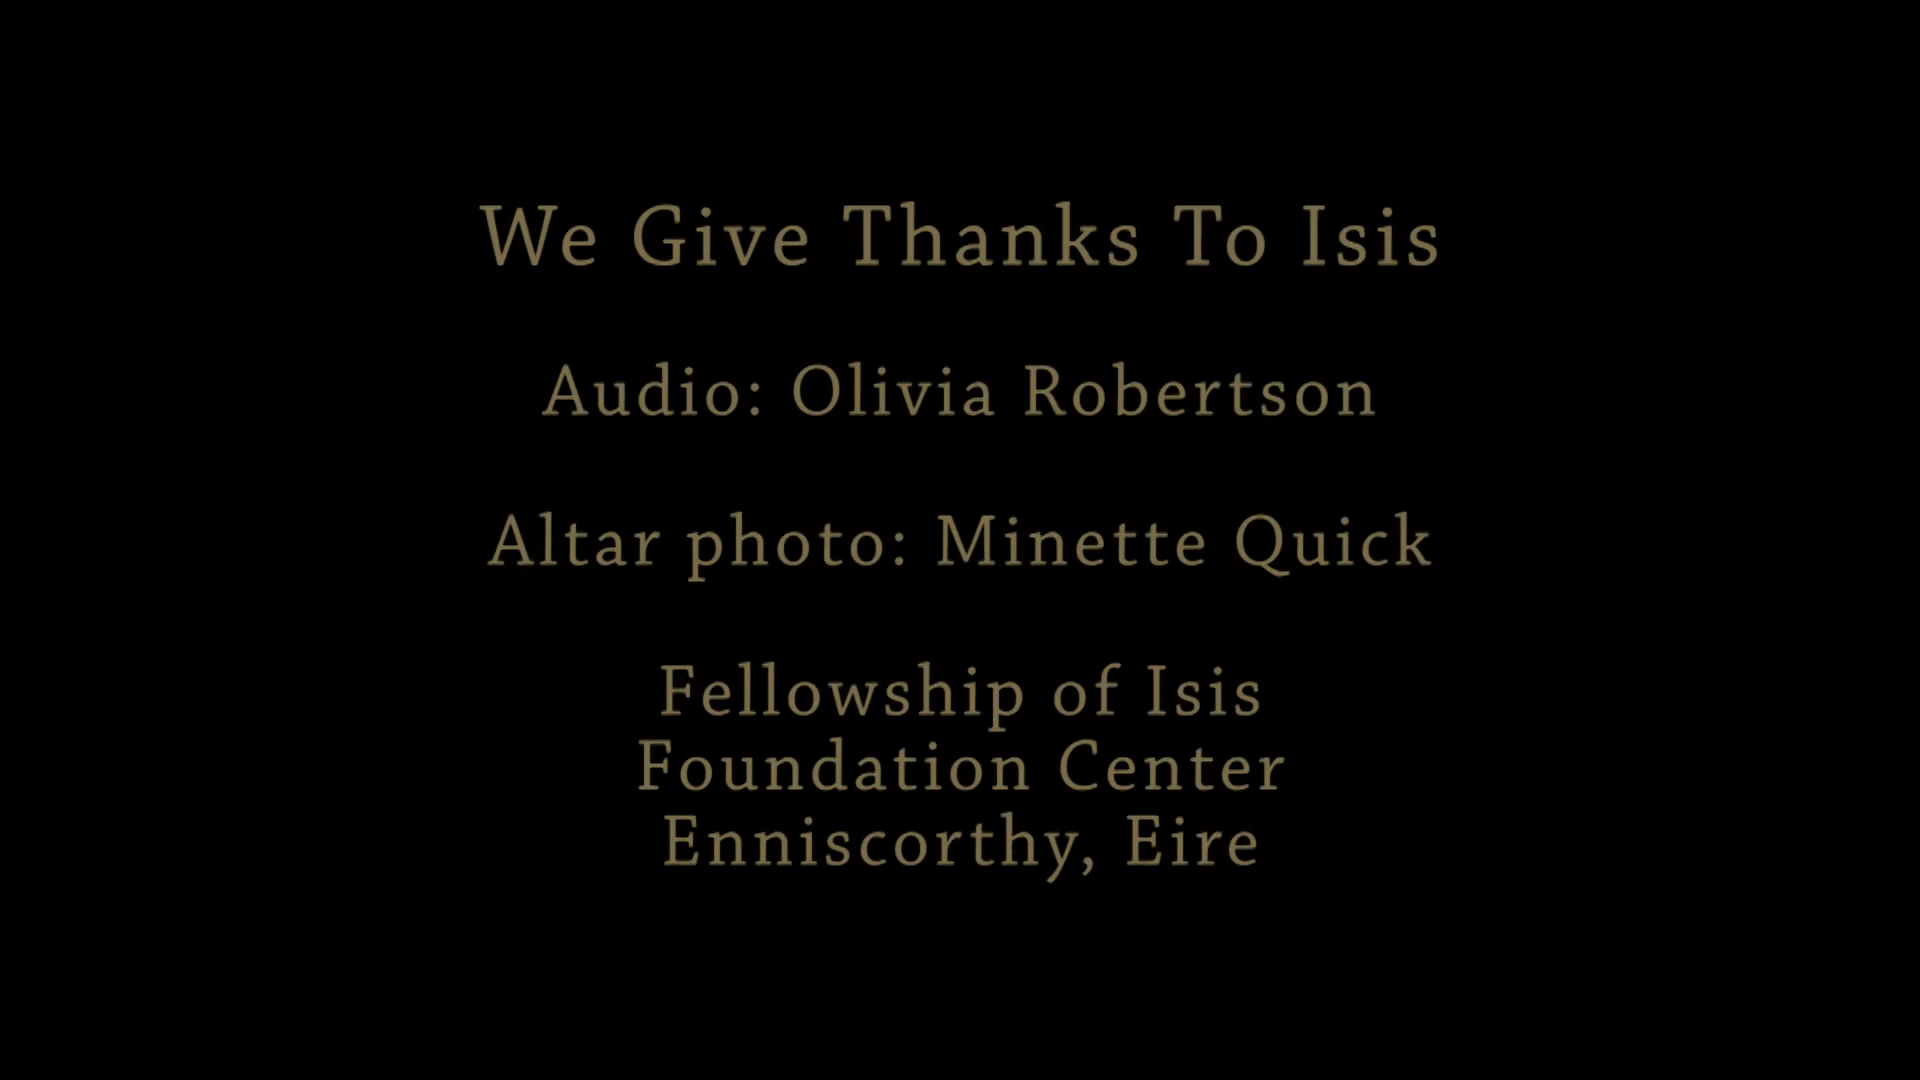 We Give Thanks To Isis
Audio: Olivia Robertson
Altar photo: Minette Quick
Fellowship of Isis
Foundation Center
Enniscorthy, Eire